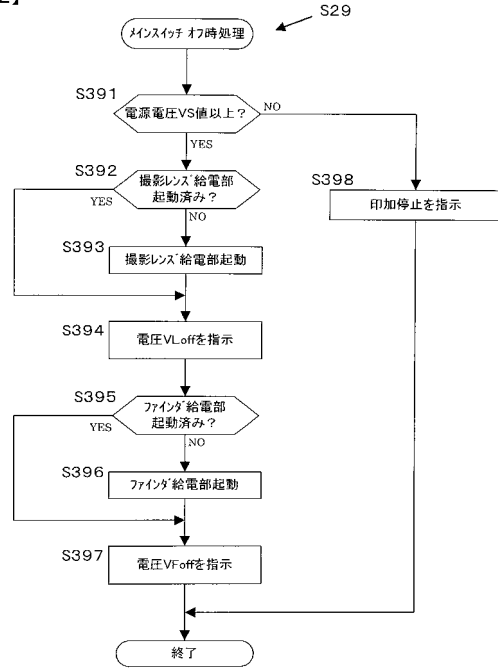 S29
メインスイッチ オフ時処理
S391
電源電圧VS値以上?
NO
YES
S392
撮影レンズ給電部
起動済み?
YES
NO
S398
印加停止を指示
S393
撮影レンズ給電部起動
S394
電圧VLoffを指示
S395
ファインダ給電部
起動済み?
YES
NO
S396
ファインダ給電部起動
S397
電圧VFoffを指示
終了